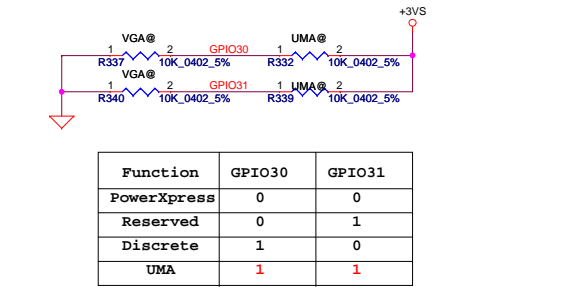 +3VS
VGA@ UMA@
1 2 GPIO30 1 2
R337 10K_0402_5% R332 10K_0402_5%
VGA@
1 2 GPIO31 1 UMA@ 2
R340 10K_0402_5% R339 10K_0402_5%
Function GPIO30 GPIO31
PowerXpress 0 0
Reserved 0 1
Discrete 1 0
UMA 1 1